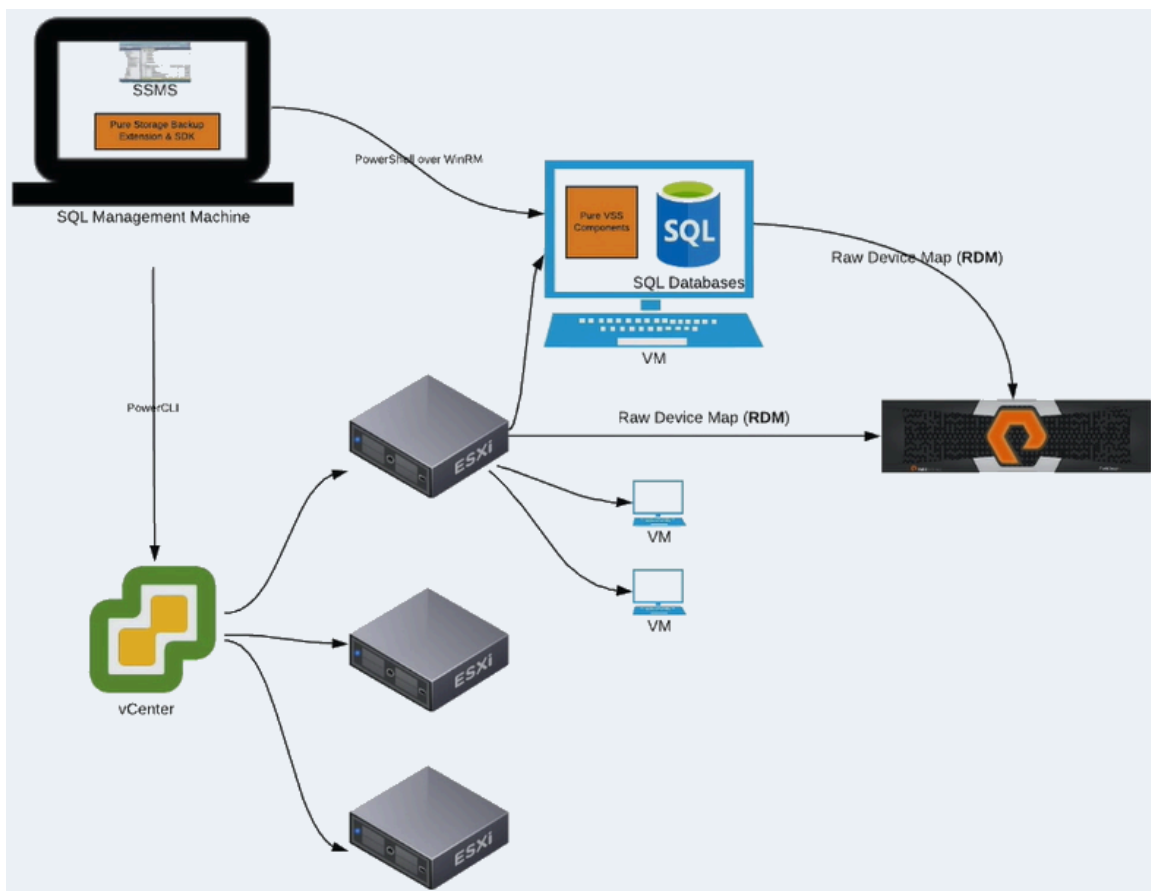 SSMS
Pure Storage Backup
Extension & SDK
SQL Management Machine
PowerShell over WinRM
Pure VSS
Components
SQL
SQL Databases
VM
Raw Device Map (RDM)
PowerCLI
ESXi
Raw Device Map (RDM)
VM
VM
vCenter
ESXi
ESXi